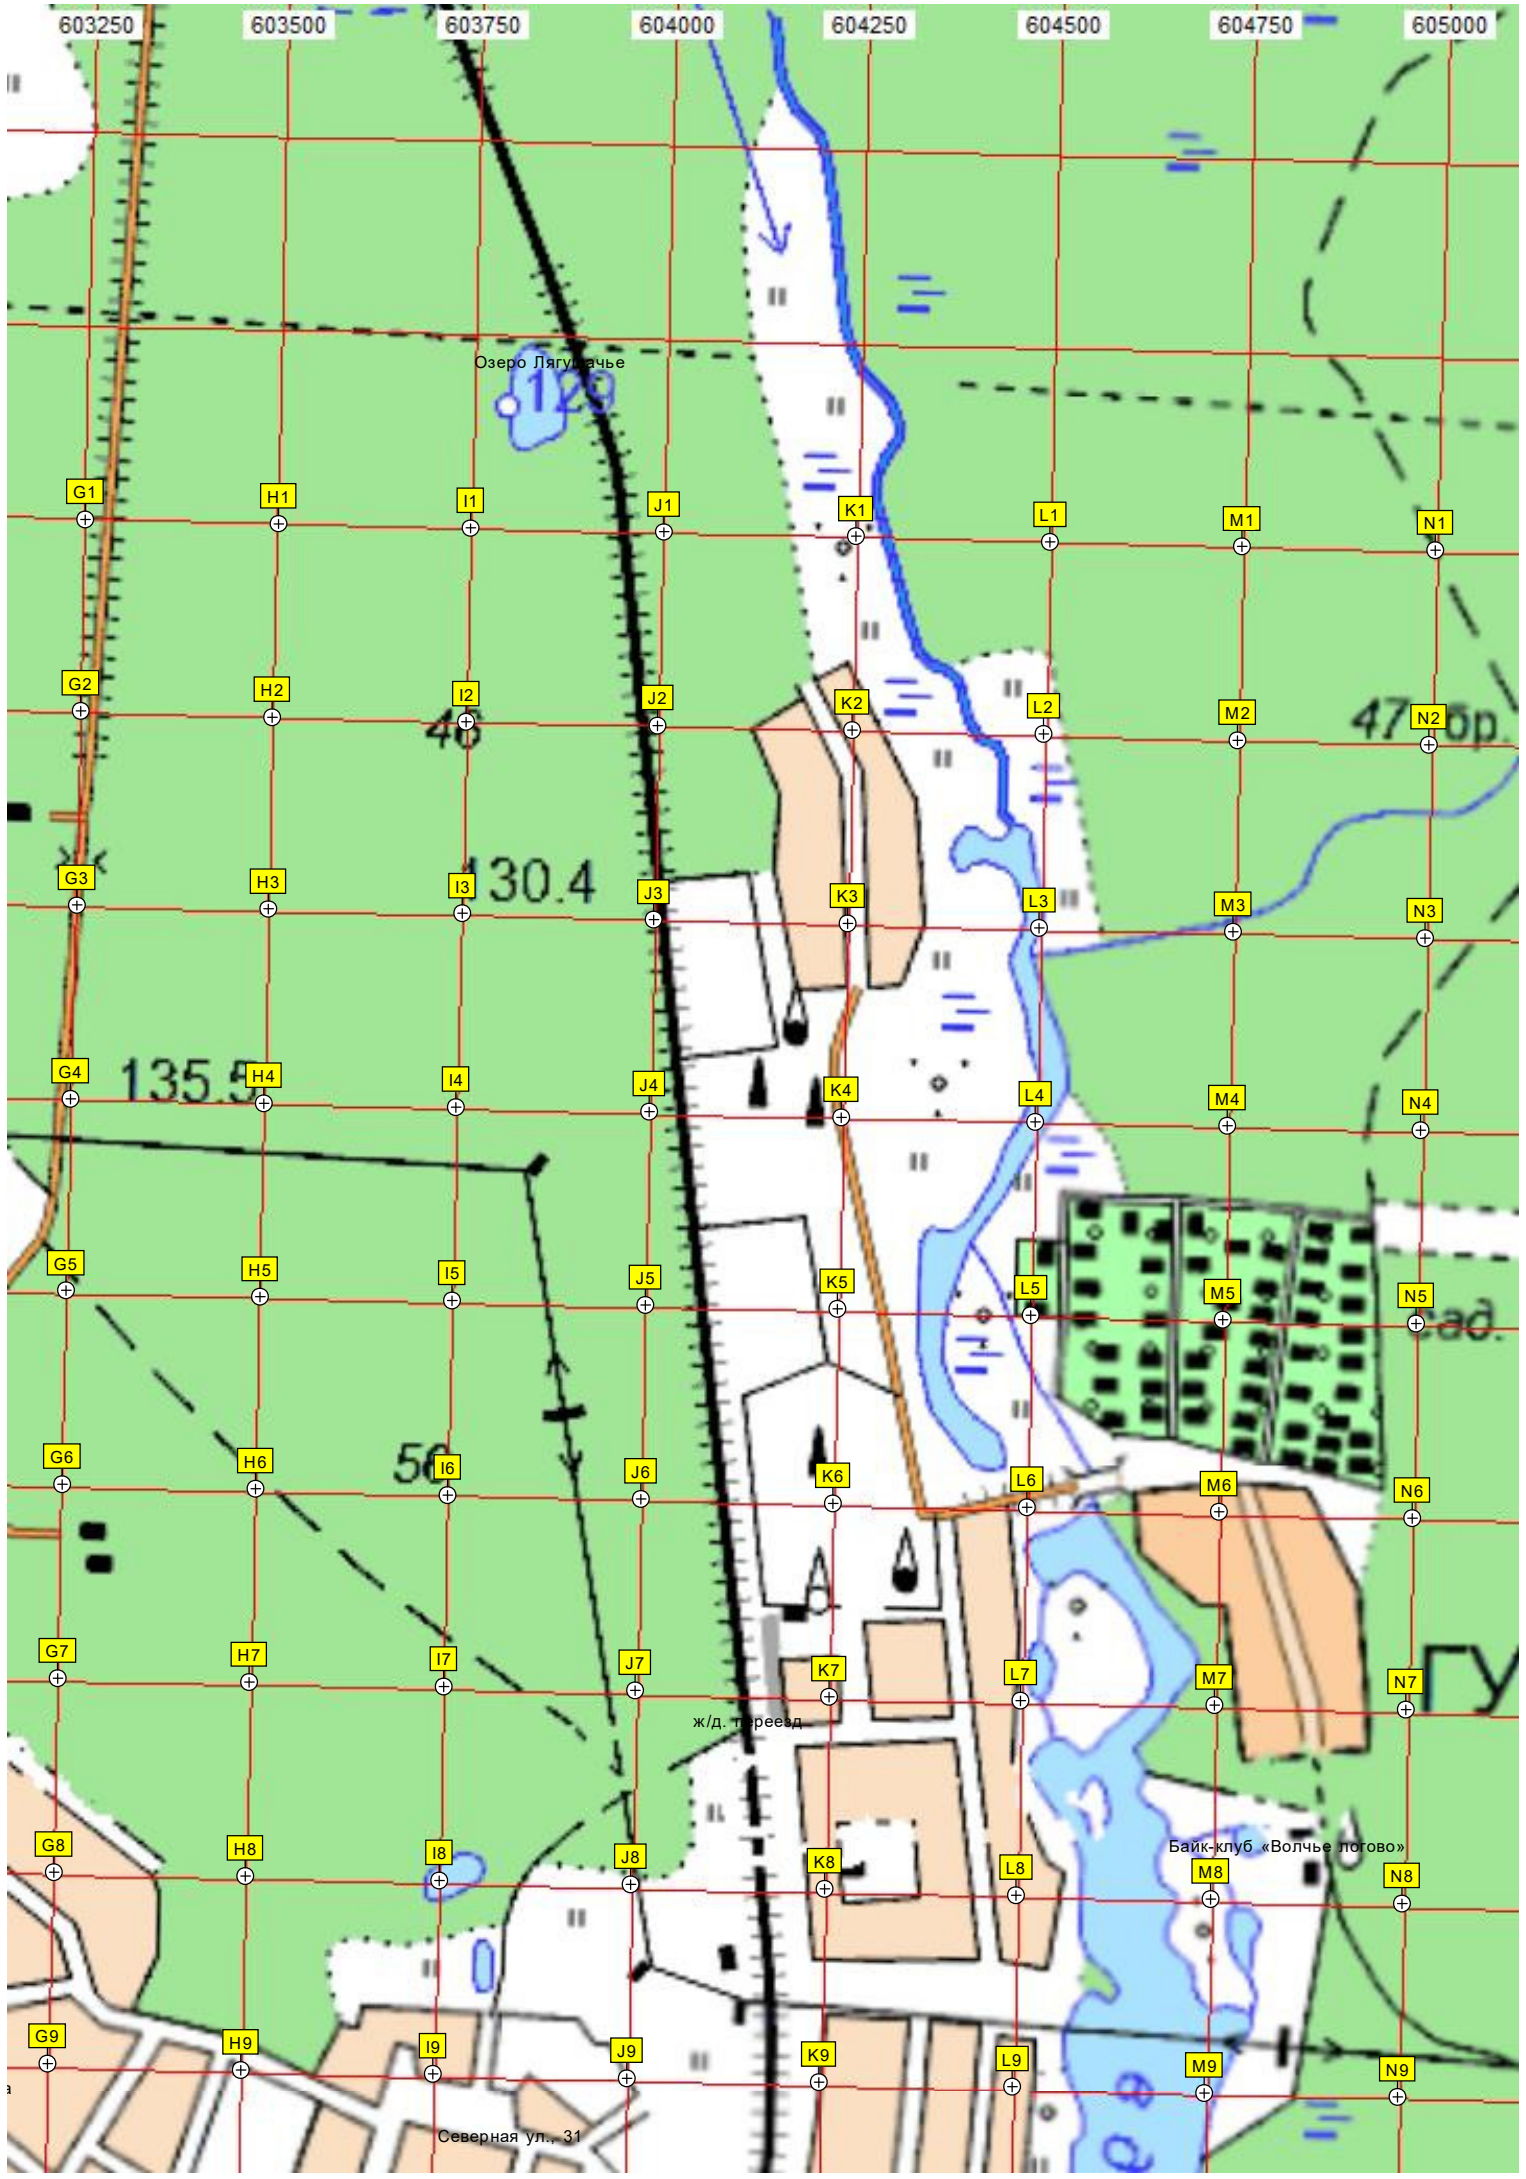 603250 603500 603750 604000 604250 604500 604750 605000
Озеро Лягушачье
129
G1 H1 I1 J1 K1 L1 M1 N1
G2 H2 I2 J2 K2 L2 M2 N2
46
47 бр.
G3 H3 I3 J3 K3 L3 M3 N3
130.4
G4 H4 I4 J4 K4 L4 M4 N4
135.5
G5 H5 I5 J5 K5 L5 M5 N5
сад.
G6 H6 I6 J6 K6 L6 M6 N6
G7 H7 I7 J7 K7 L7 M7 N7
ГУ
ж/д. переезд
Байк-клуб «Волчье логово»
G8 H8 I8 J8 K8 L8 M8 N8
G9 H9 I9 J9 K9 L9 M9 N9
а
Северная ул., 31